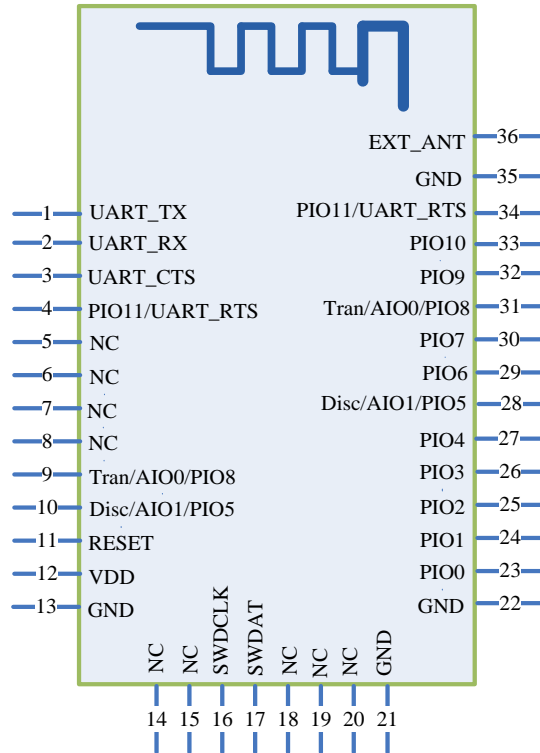 EXT_ANT 36
GND 35
1 UART_TX
PIO11/UART_RTS 34
2 UART_RX
PIO10 33
3 UART_CTS
PIO9 32
4 PIO11/UART_RTS
Tran/AIO0/PIO8 31
5 NC
PIO7 30
6 NC
PIO6 29
7 NC
Disc/AIO1/PIO5 28
8 NC
PIO4 27
9 Tran/AIO0/PIO8
PIO3 26
10 Disc/AIO1/PIO5
PIO2 25
11 RESET
PIO1 24
12 VDD
PIO0 23
13 GND
GND 22
NC 14
NC 15
SWDCLK 16
SWDAT 17
NC 18
NC 19
NC 20
GND 21